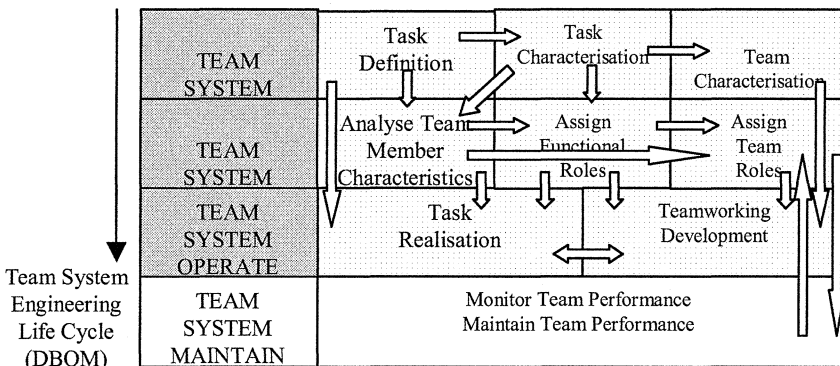 TEAM
SYSTEM
Task
Definition
Task
Characterisation
Team
Characterisation
TEAM
SYSTEM
Analyse Team
Member
Characteristics
Assign
Functional
Roles
Assign
Team
Roles
TEAM
SYSTEM
OPERATE
Task
Realisation
Teamworking
Development
Team System
Engineering
Life Cycle
(DBOM)
TEAM
SYSTEM
MAINTAIN
Monitor Team Performance
Maintain Team Performance